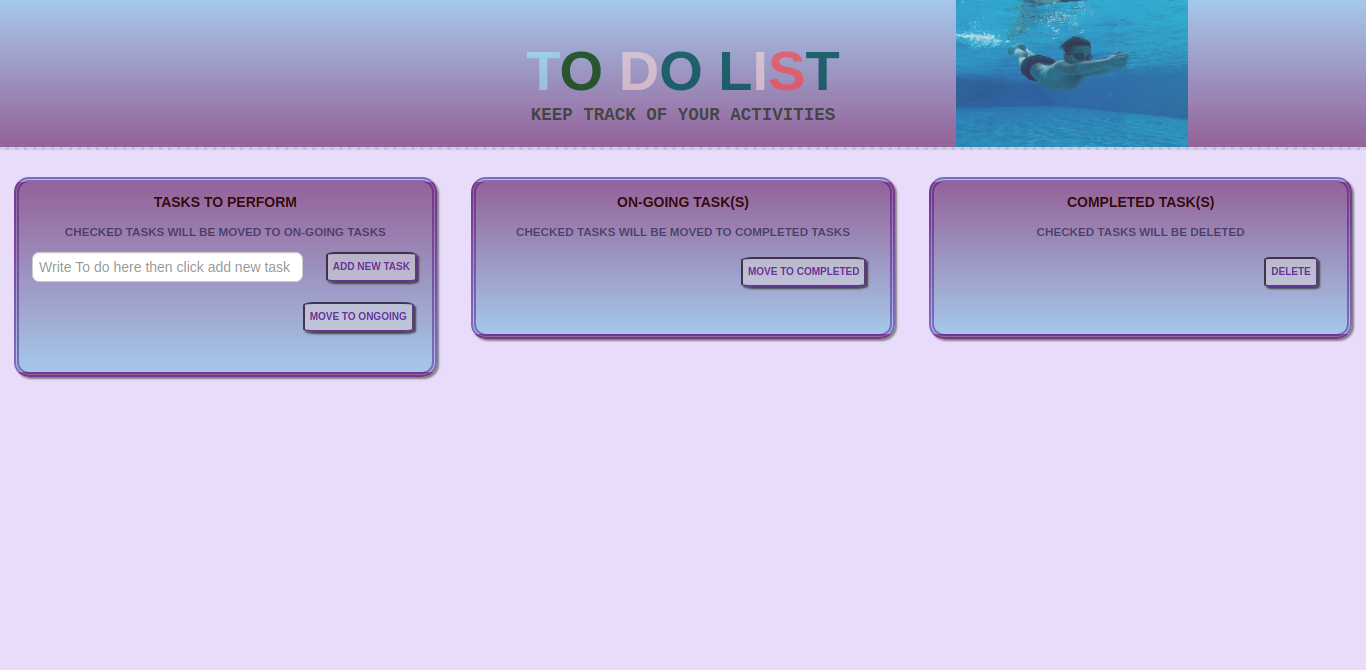 TO DO LIST
KEEP TRACK OF YOUR ACTIVITIES
TASKS TO PERFORM
CHECKED TASKS WILL BE MOVED TO ON-GOING TASKS
Write To do here then click add new task
ADD NEW TASK
MOVE TO ONGOING
ON-GOING TASK(S)
CHECKED TASKS WILL BE MOVED TO COMPLETED TASKS
MOVE TO COMPLETED
COMPLETED TASK(S)
CHECKED TASKS WILL BE DELETED
DELETE